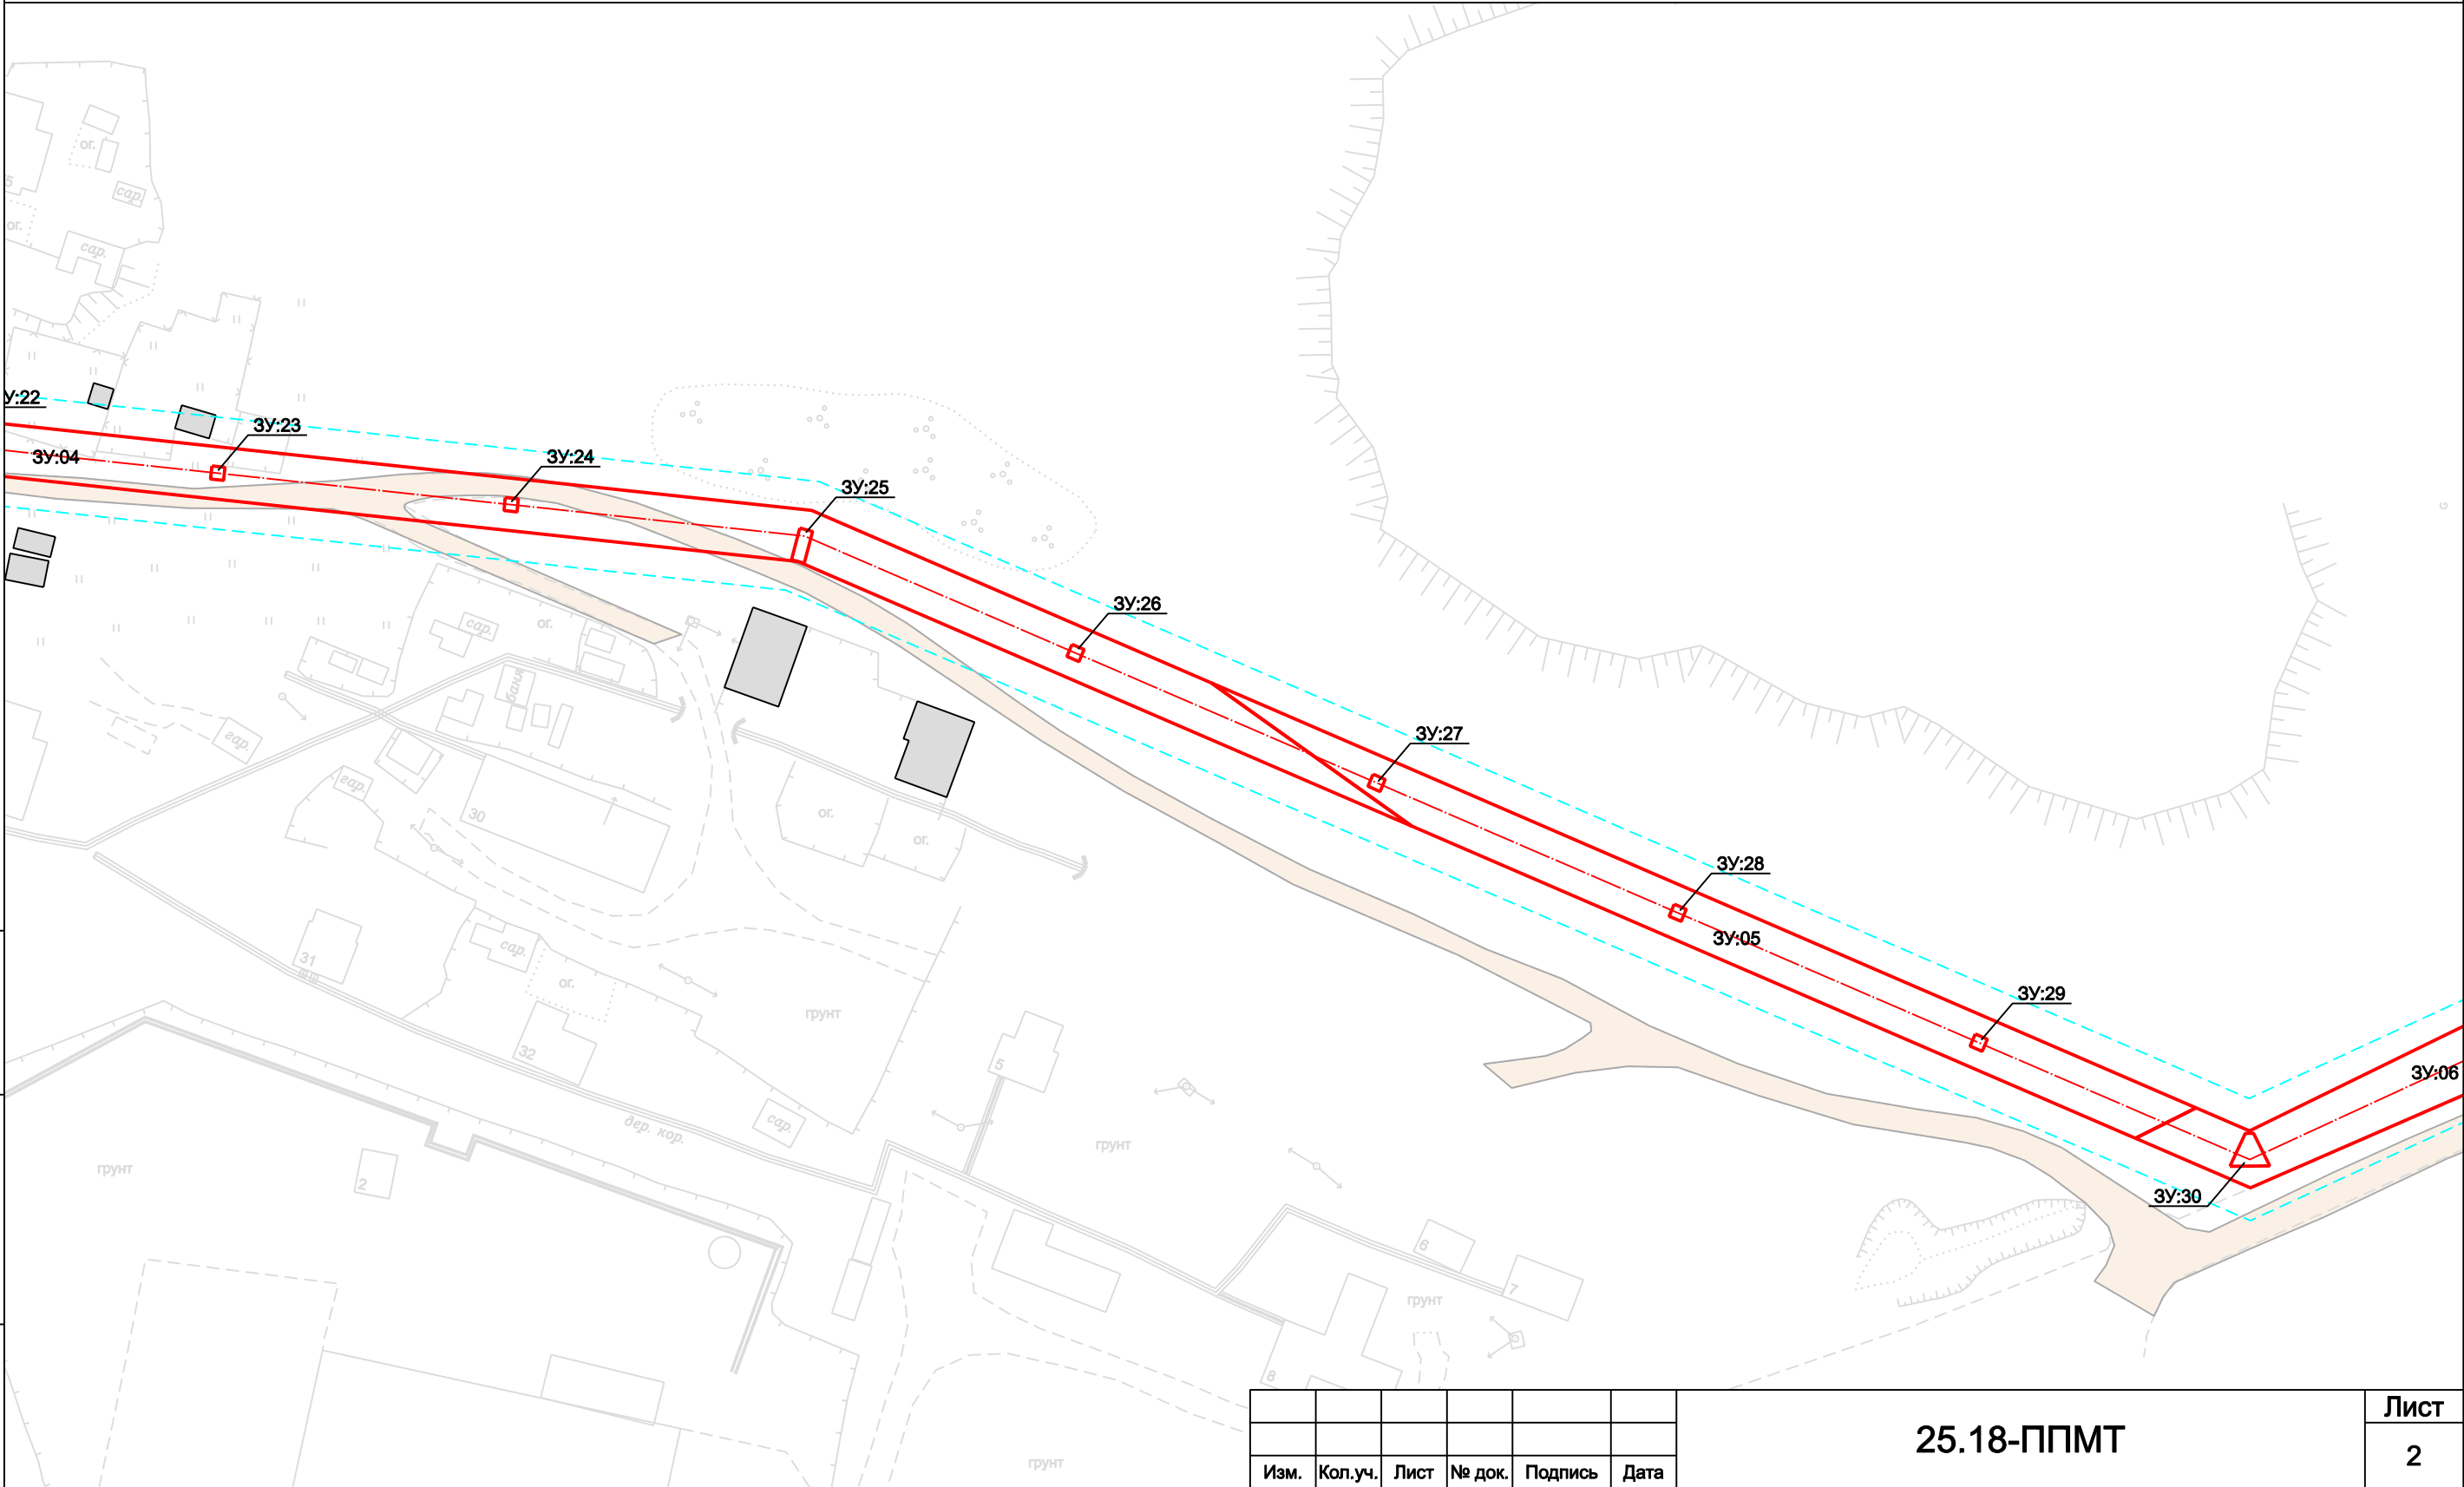 ог.
5
сар.
ог.
сар.
У:22
ЗУ:23
ЗУ:04
ЗУ:24
ЗУ:25
ЗУ:26
сар.
ог.
баня
гар.
гар.
30
ЗУ:27
ог.
ог.
ЗУ:28
ЗУ:05
сар.
31
ог.
грунт
ЗУ:29
32
5
ЗУ:06
дер. кор.
сар.
грунт
грунт
2
ЗУ:30
6
7
грунт
8
грунт
25.18-ППМТ
Лист
2
Изм. Кол.уч. Лист № док. Подпись Дата